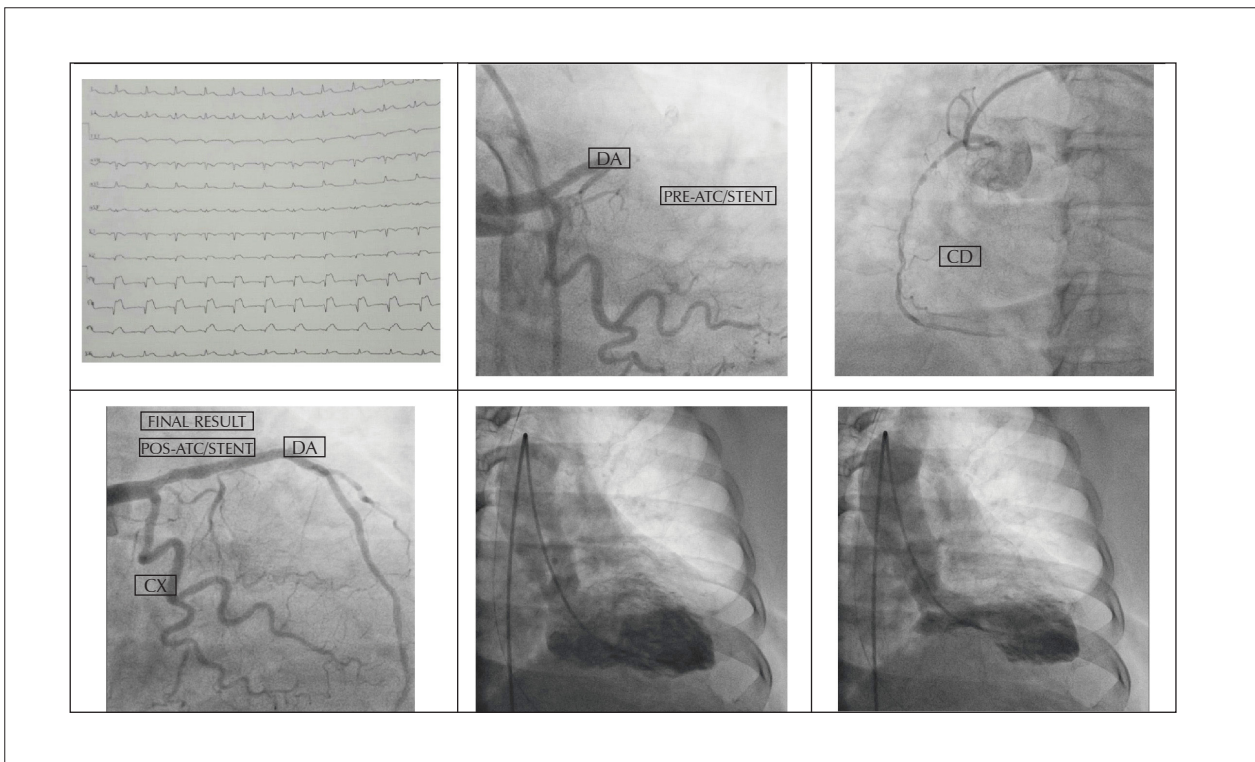 DA
PRE-ATC/STENT
CD
FINAL RESULT
POS-ATC/STENT
DA
CX